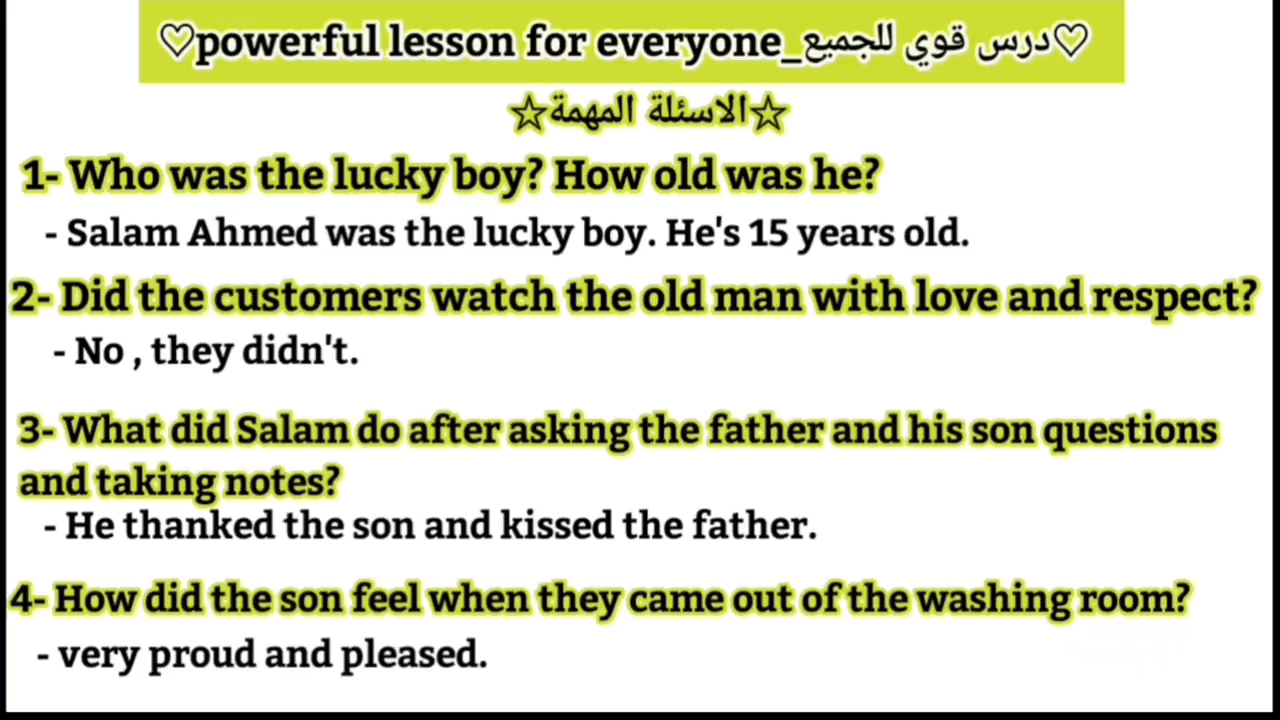 ♡powerful lesson for everyone_درس قوي للجميع♡
☆الاسئلة المهمة☆
1- Who was the lucky boy? How old was he?
- Salam Ahmed was the lucky boy. He's 15 years old.
2- Did the customers watch the old man with love and respect?
- No , they didn't.
3- What did Salam do after asking the father and his son questions
and taking notes?
- He thanked the son and kissed the father.
4- How did the son feel when they came out of the washing room?
- very proud and pleased.